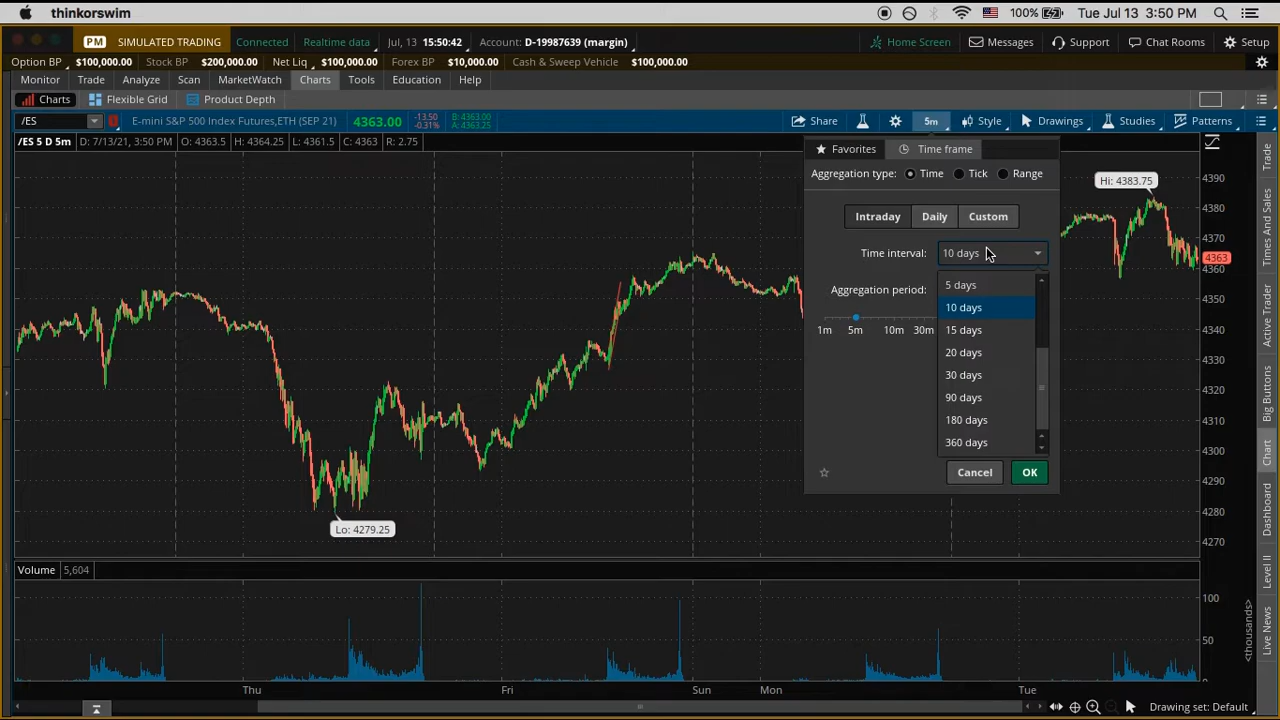 thinkorswim 100% Tue Jul 13 3:50 PM
PM SIMULATED TRADING Connected Realtime data Jul, 13 15:50:42 Account: D-19987639 (margin) Home Screen Messages Support Chat Rooms Setup
Option BP $100,000.00 Stock BP $200,000.00 Net Liq $100,000.00 Forex BP $10,000.00 Cash & Sweep Vehicle $100,000.00
Monitor Trade Analyze Scan MarketWatch Charts Tools Education Help
Charts Flexible Grid Product Depth
/ES E-mini S&P 500 Index Futures,ETH (SEP 21) 4363.00 -13.50 B: 4363.00 Share 5m Style Drawings Studies Patterns
-0.31% A: 4363.25
/ES 5 D 5m D: 7/13/21, 3:50 PM O: 4363.5 H: 4364.25 L: 4361.5 C: 4363 R: 2.75
Favorites Time frame
Aggregation type: Time Tick Range
Intraday Daily Custom
Time interval: 10 days
Aggregation period:
1m 5m 10m 30m
5 days
10 days
15 days
20 days
30 days
90 days
180 days
360 days
Cancel OK
Hi: 4383.75
Lo: 4279.25
4390
4380
4370
4363
4360
4350
4340
4330
4320
4310
4300
4290
4280
4270
Volume 5,604
100
50
0
<thousands>
Thu Fri Sun Mon Tue
Drawing set: Default
Trade
Times And Sales
Active Trader
Big Buttons
Chart
Dashboard
Level II
Live News